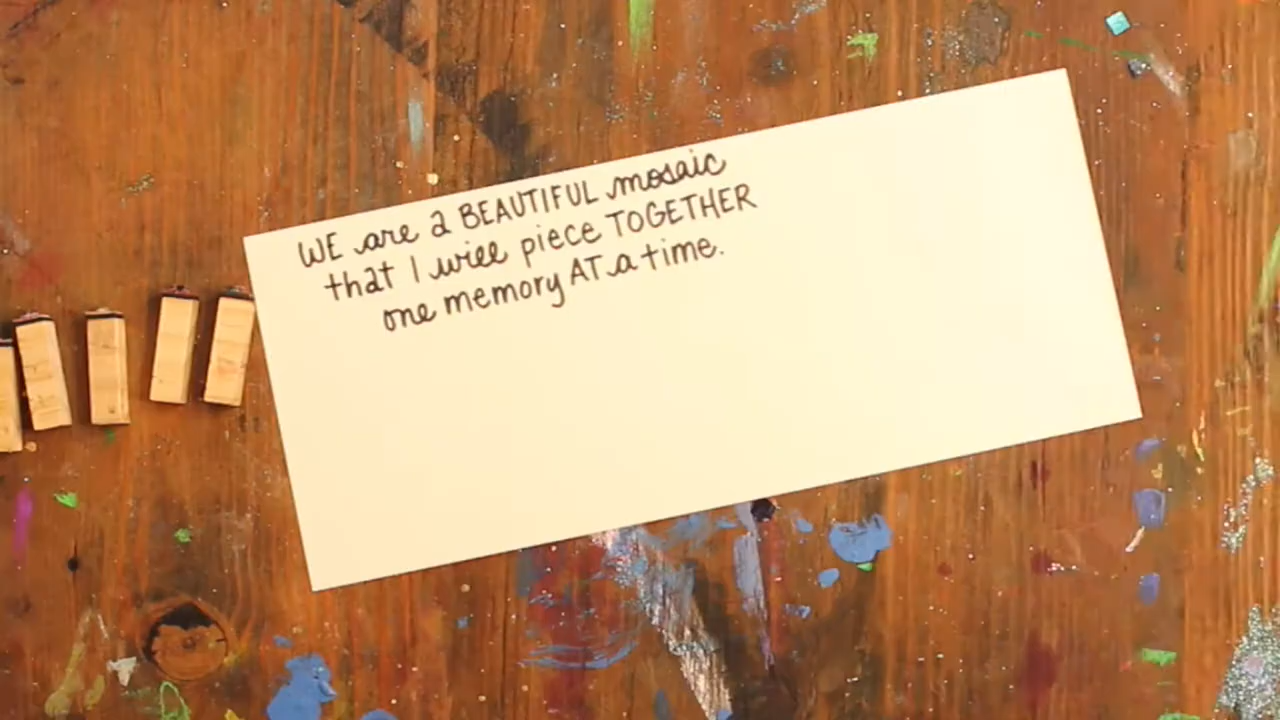 WE are a BEAUTIFUL mosaic
that I will piece TOGETHER
one memory AT a time.